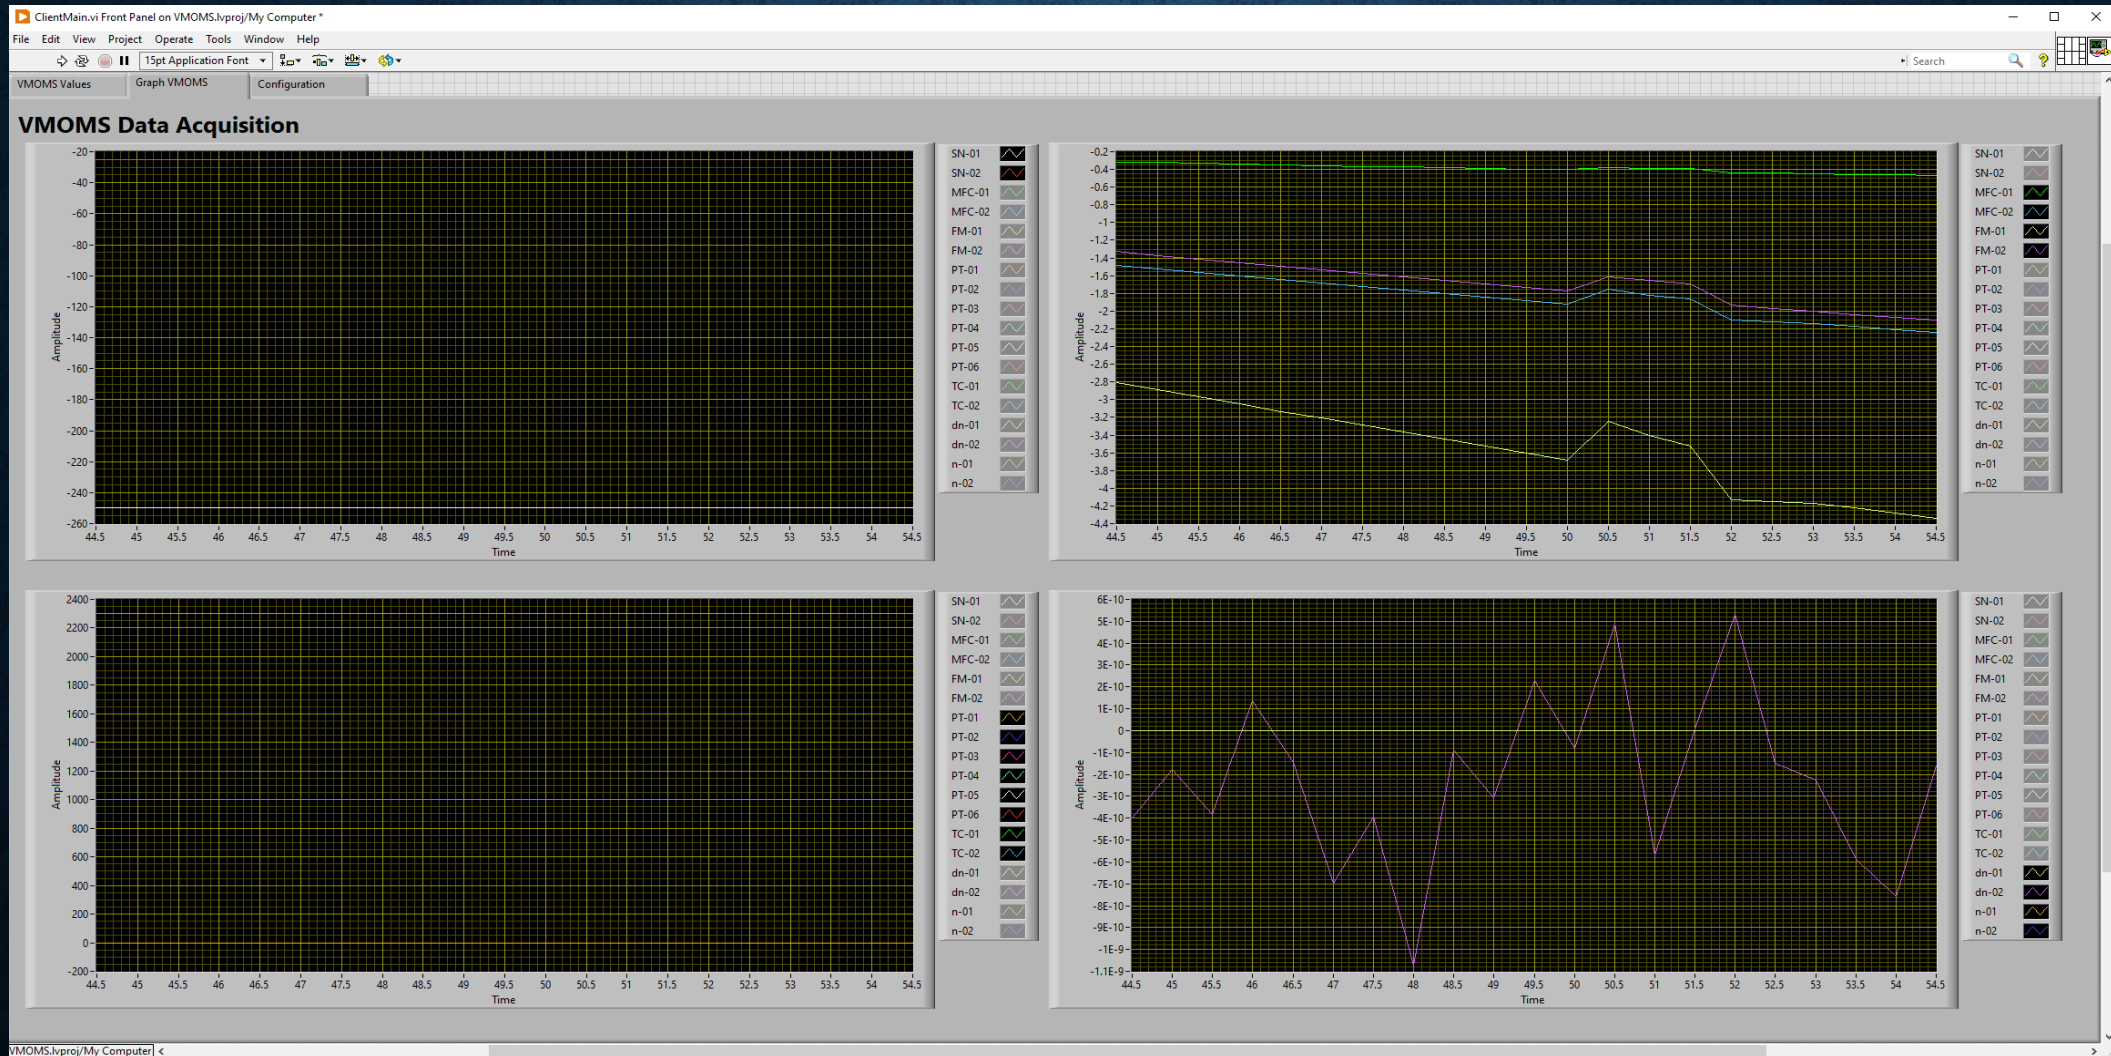 ClientMain.vi Front Panel on VMOMS.lvproj/My Computer *
File Edit View Project Operate Tools Window Help
15pt Application Font
Search
VMOMS Values
Graph VMOMS
Configuration
VMOMS Data Acquisition
-20
-40
-60
-80
-100
-120
-140
-160
-180
-200
-220
-240
-260
Amplitude
44.5 45 45.5 46 46.5 47 47.5 48 48.5 49 49.5 50 50.5 51 51.5 52 52.5 53 53.5 54 54.5
Time
SN-01
SN-02
MFC-01
MFC-02
FM-01
FM-02
PT-01
PT-02
PT-03
PT-04
PT-05
PT-06
TC-01
TC-02
dn-01
dn-02
n-01
n-02
-0.2
-0.4
-0.6
-0.8
-1
-1.2
-1.4
-1.6
-1.8
-2
-2.2
-2.4
-2.6
-2.8
-3
-3.2
-3.4
-3.6
-3.8
-4
-4.2
-4.4
Amplitude
44.5 45 45.5 46 46.5 47 47.5 48 48.5 49 49.5 50 50.5 51 51.5 52 52.5 53 53.5 54 54.5
Time
SN-01
SN-02
MFC-01
MFC-02
FM-01
FM-02
PT-01
PT-02
PT-03
PT-04
PT-05
PT-06
TC-01
TC-02
dn-01
dn-02
n-01
n-02
2400
2200
2000
1800
1600
1400
1200
1000
800
600
400
200
0
-200
Amplitude
44.5 45 45.5 46 46.5 47 47.5 48 48.5 49 49.5 50 50.5 51 51.5 52 52.5 53 53.5 54 54.5
Time
SN-01
SN-02
MFC-01
MFC-02
FM-01
FM-02
PT-01
PT-02
PT-03
PT-04
PT-05
PT-06
TC-01
TC-02
dn-01
dn-02
n-01
n-02
6E-10
5E-10
4E-10
3E-10
2E-10
1E-10
0
-1E-10
-2E-10
-3E-10
-4E-10
-5E-10
-6E-10
-7E-10
-8E-10
-9E-10
-1E-9
-1.1E-9
Amplitude
44.5 45 45.5 46 46.5 47 47.5 48 48.5 49 49.5 50 50.5 51 51.5 52 52.5 53 53.5 54 54.5
Time
SN-01
SN-02
MFC-01
MFC-02
FM-01
FM-02
PT-01
PT-02
PT-03
PT-04
PT-05
PT-06
TC-01
TC-02
dn-01
dn-02
n-01
n-02
VMOMS.lvproj/My Computer